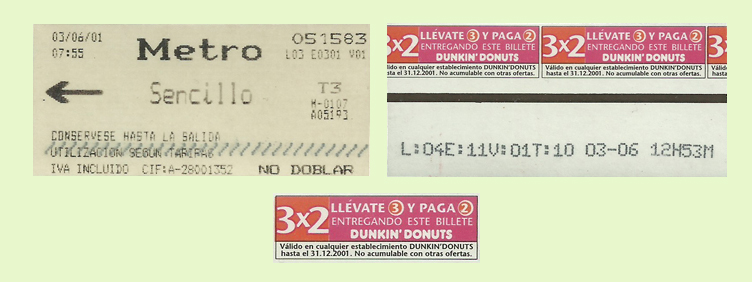 03/06/01
07:55
Metro
051583
L03 E0301 V01
Sencillo
T3
M-0107
A05193
CONSERVESE HASTA LA SALIDA
UTILIZACION SEGUN TARIFAS
IVA INCLUIDO CIF:A-28001352 NO DOBLAR
3x2 LLÉVATE 3 Y PAGA 2
ENTREGANDO ESTE BILLETE
DUNKIN'DONUTS
Válido en cualquier establecimiento DUNKIN'DONUTS
hasta el 31.12.2001. No acumulable con otras ofertas.
3x2 LLÉVATE 3 Y PAGA 2
ENTREGANDO ESTE BILLETE
DUNKIN'DONUTS
Válido en cualquier establecimiento DUNKIN'DONUTS
hasta el 31.12.2001. No acumulable con otras ofertas.
L:04E:11V:01T:10 03-06 12H53M
3x2 LLÉVATE 3 Y PAGA 2
ENTREGANDO ESTE BILLETE
DUNKIN'DONUTS
Válido en cualquier establecimiento DUNKIN'DONUTS
hasta el 31.12.2001. No acumulable con otras ofertas.